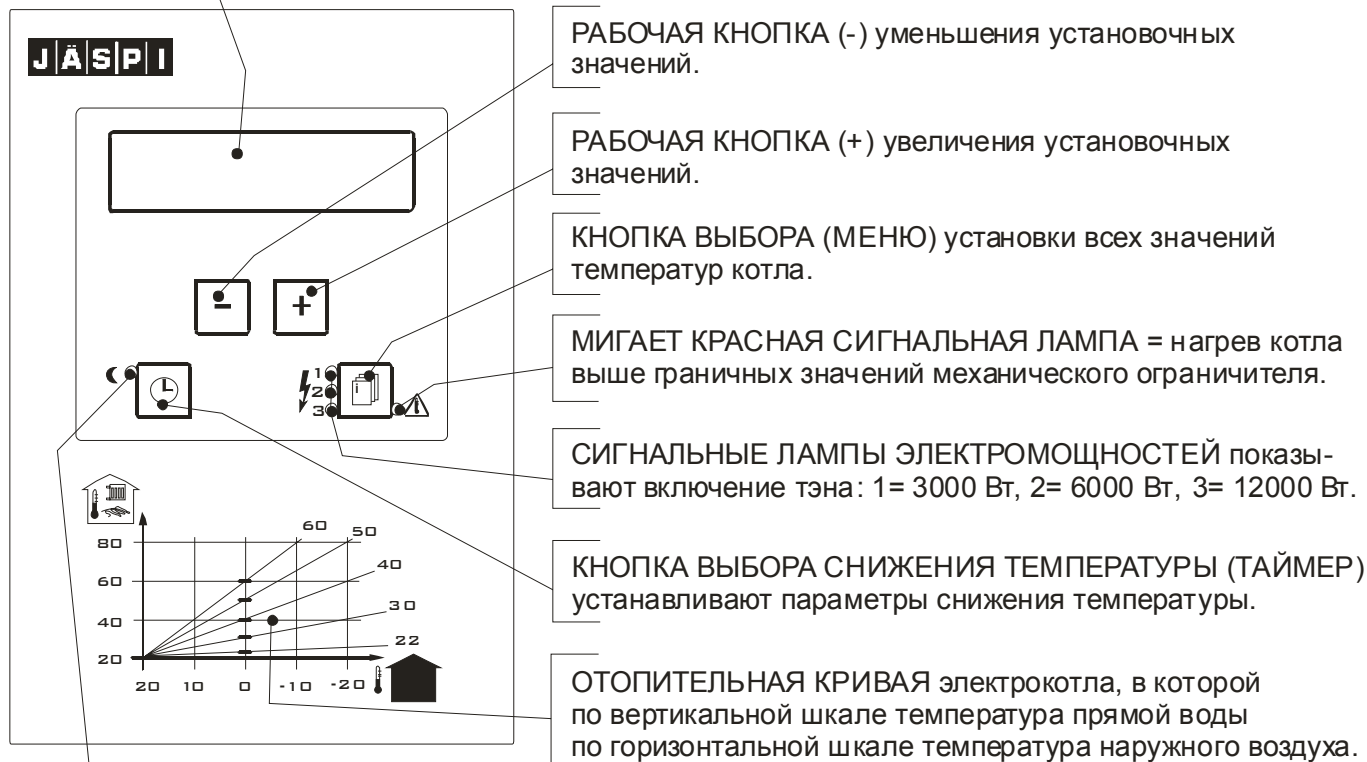 JÄSPI
РАБОЧАЯ КНОПКА (-) уменьшения установочных
значений.
РАБОЧАЯ КНОПКА (+) увеличения установочных
значений.
КНОПКА ВЫБОРА (МЕНЮ) установки всех значений
температур котла.
- +
МИГАЕТ КРАСНАЯ СИГНАЛЬНАЯ ЛАМПА = нагрев котла
выше граничных значений механического ограничителя.
1
2
3
i
СИГНАЛЬНЫЕ ЛАМПЫ ЭЛЕКТРОМОЩНОСТЕЙ показы-
вают включение тэна: 1= 3000 Вт, 2= 6000 Вт, 3= 12000 Вт.
КНОПКА ВЫБОРА СНИЖЕНИЯ ТЕМПЕРАТУРЫ (ТАЙМЕР)
устанавливают параметры снижения температуры.
ОТОПИТЕЛЬНАЯ КРИВАЯ электрокотла, в которой
по вертикальной шкале температура прямой воды
по горизонтальной шкале температура наружного воздуха.
60
50
40
30
22
80
60
40
20
20 10 0 -10 -20